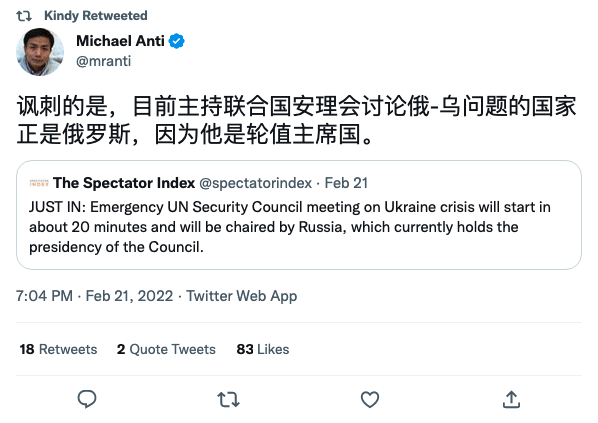 Kindy Retweeted
Michael Anti
@mranti
讽刺的是，目前主持联合国安理会讨论俄-乌问题的国家
正是俄罗斯，因为他是轮值主席国。
The Spectator Index @spectatorindex · Feb 21
JUST IN: Emergency UN Security Council meeting on Ukraine crisis will start in
about 20 minutes and will be chaired by Russia, which currently holds the
presidency of the Council.
7:04 PM · Feb 21, 2022 · Twitter Web App
18 Retweets 2 Quote Tweets 83 Likes